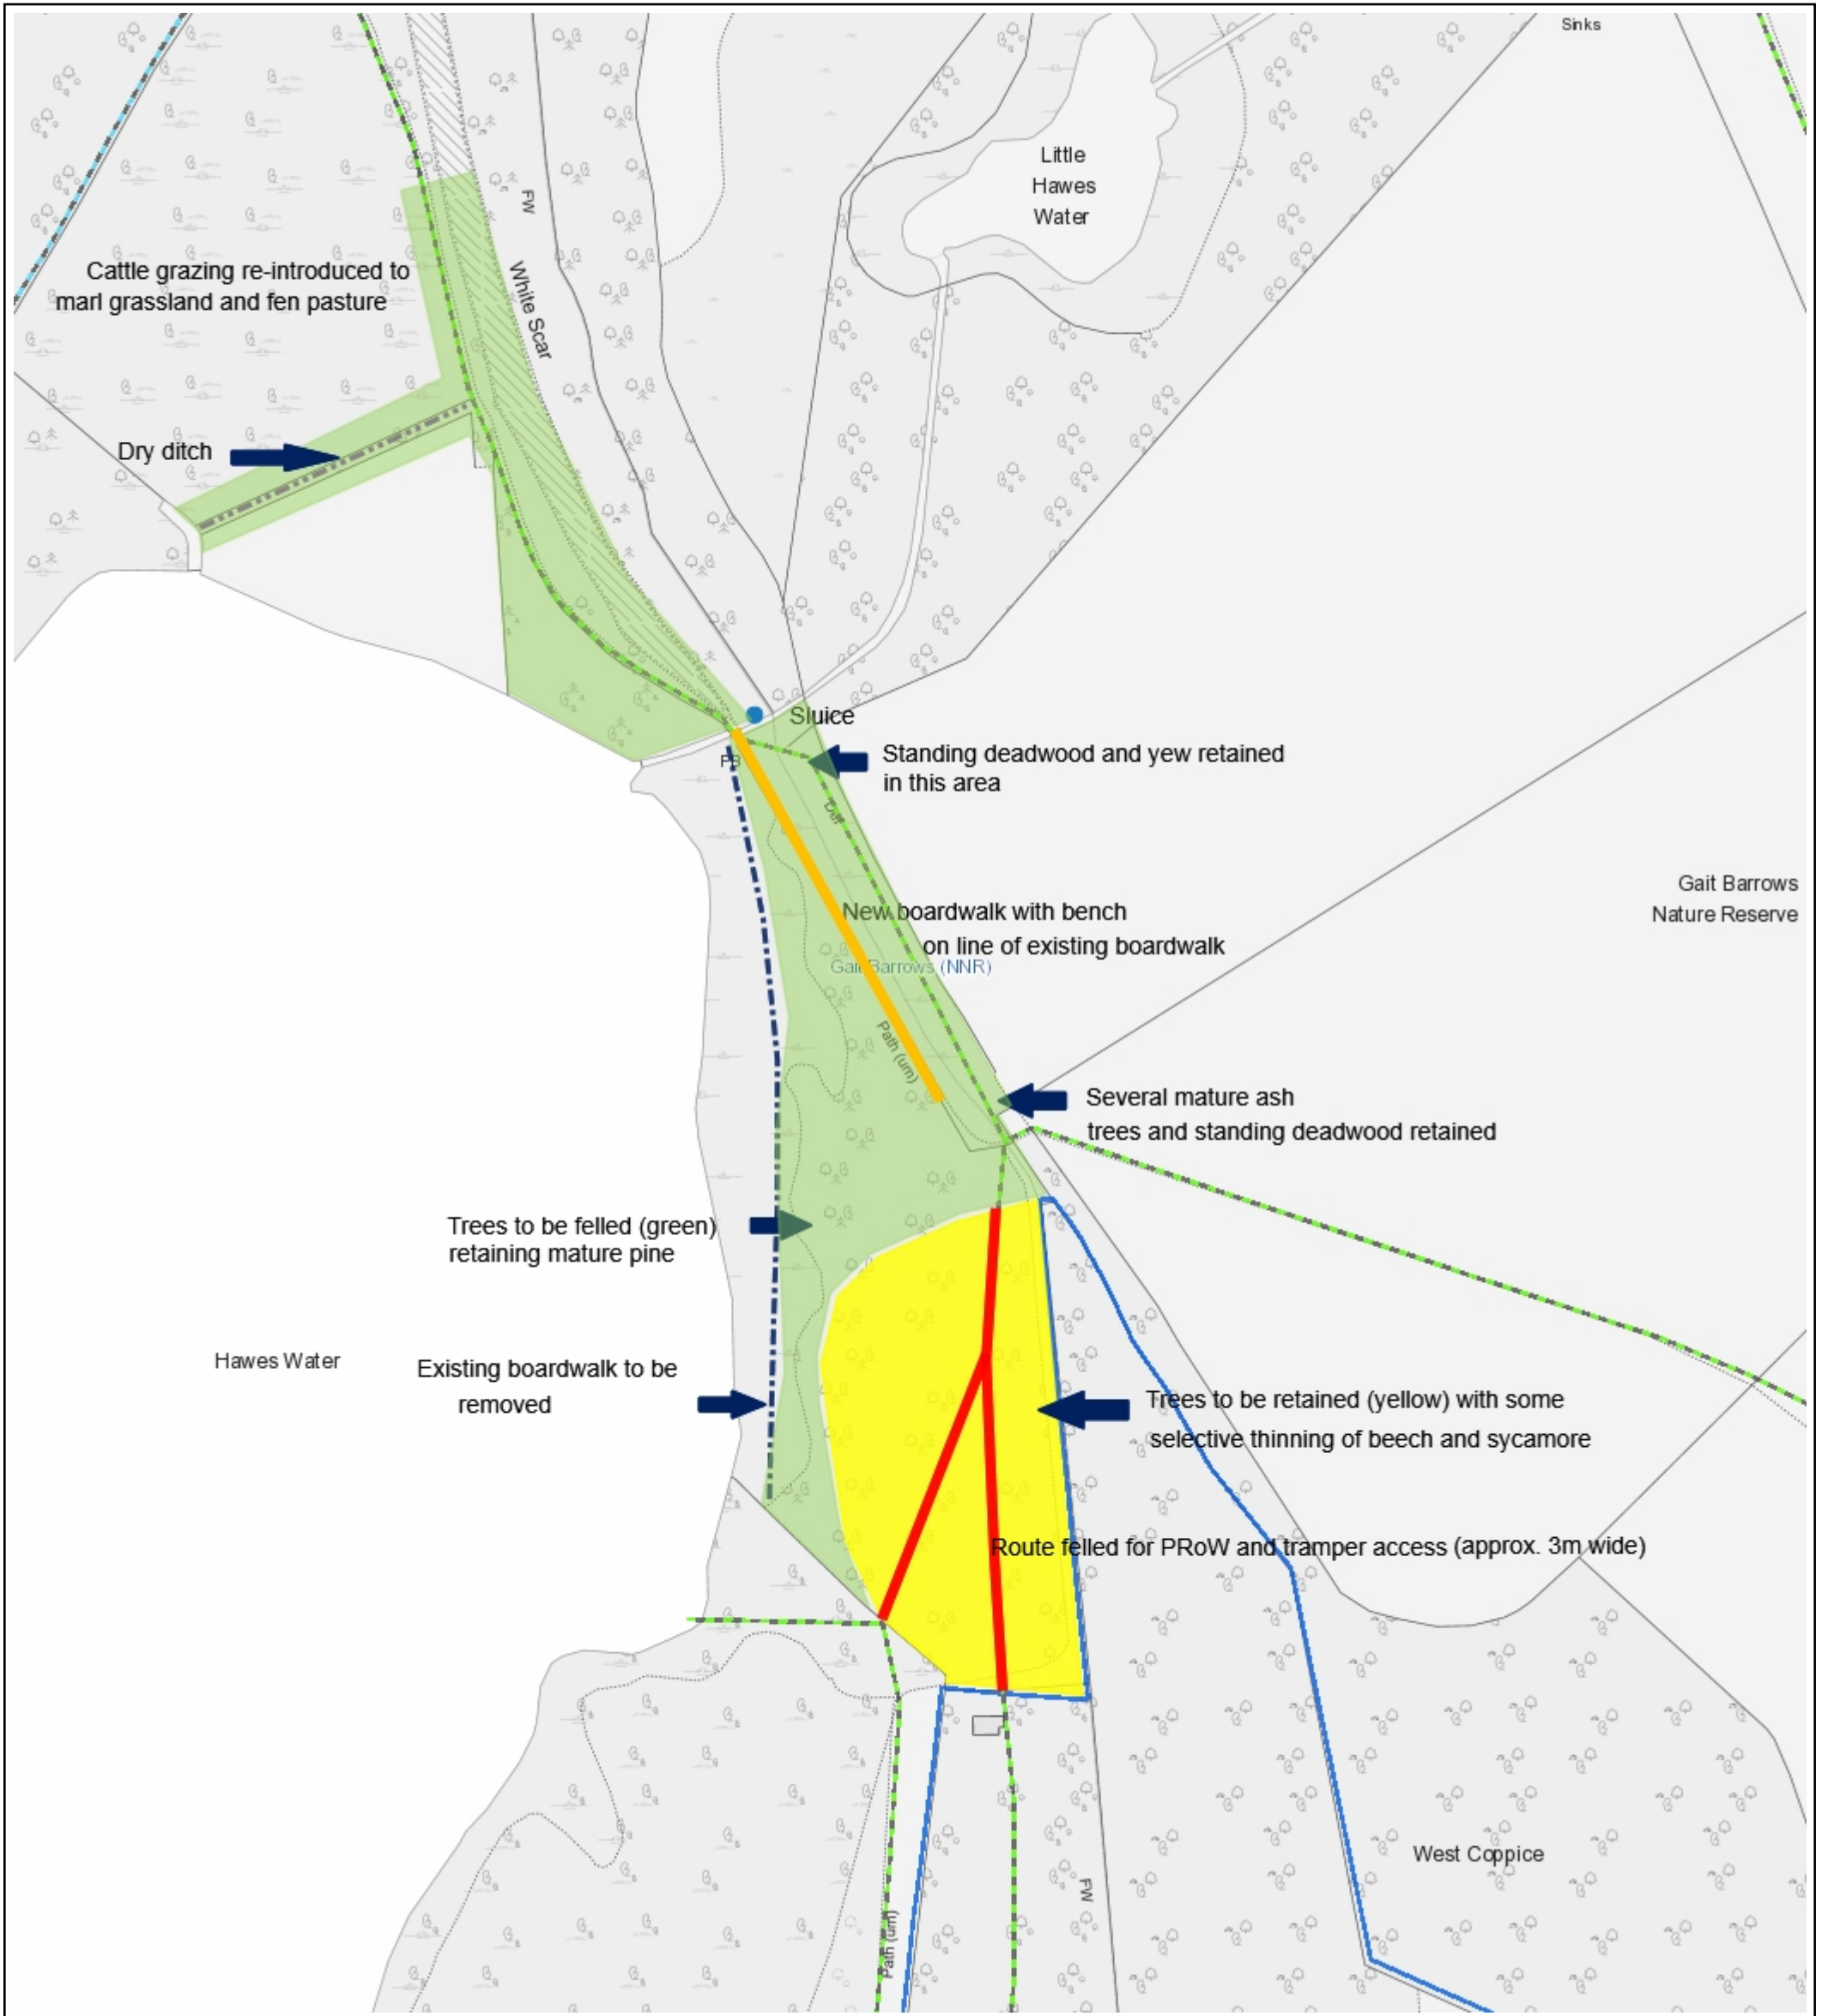 Sinks
Little
Hawes
Water
FW
White Scar
Cattle grazing re-introduced to
marl grassland and fen pasture
Dry ditch
Sluice
FB
Standing deadwood and yew retained
in this area
Def
Gait Barrows
Nature Reserve
New boardwalk with bench
on line of existing boardwalk
Gait Barrows (NNR)
Path (um)
Several mature ash
trees and standing deadwood retained
Trees to be felled (green)
retaining mature pine
Hawes Water
Existing boardwalk to be
removed
Trees to be retained (yellow) with some
selective thinning of beech and sycamore
Route felled for PRoW and tramper access (approx. 3m wide)
West Coppice
FW
Path (um)